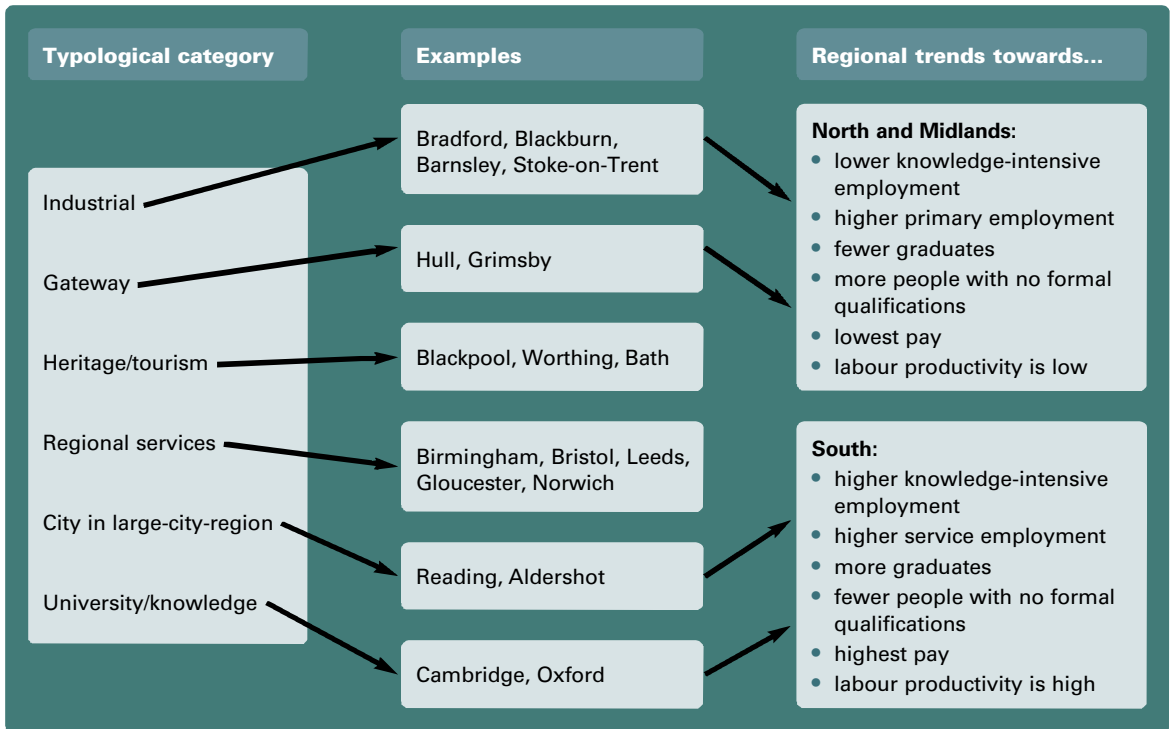 Typological category
Industrial
Gateway
Heritage/tourism
Regional services
City in large-city-region
University/knowledge
Examples
Bradford, Blackburn,
Barnsley, Stoke-on-Trent
Hull, Grimsby
Blackpool, Worthing, Bath
Birmingham, Bristol, Leeds,
Gloucester, Norwich
Reading, Aldershot
Cambridge, Oxford
Regional trends towards...
North and Midlands:
• lower knowledge-intensive
employment
• higher primary employment
• fewer graduates
• more people with no formal
qualifications
• lowest pay
• labour productivity is low
South:
• higher knowledge-intensive
employment
• higher service employment
• more graduates
• fewer people with no formal
qualifications
• highest pay
• labour productivity is high